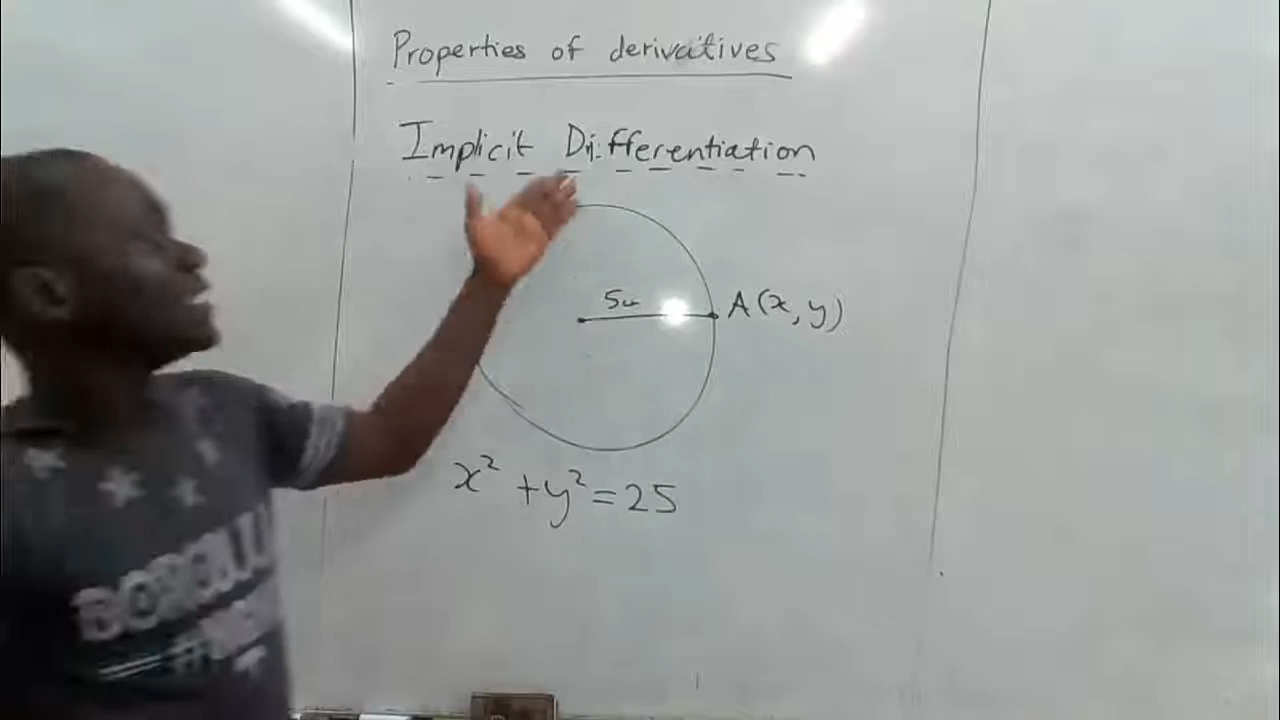 Properties of derivatives
Implicit Differentiation
5u
A(x, y)
x² + y² = 25